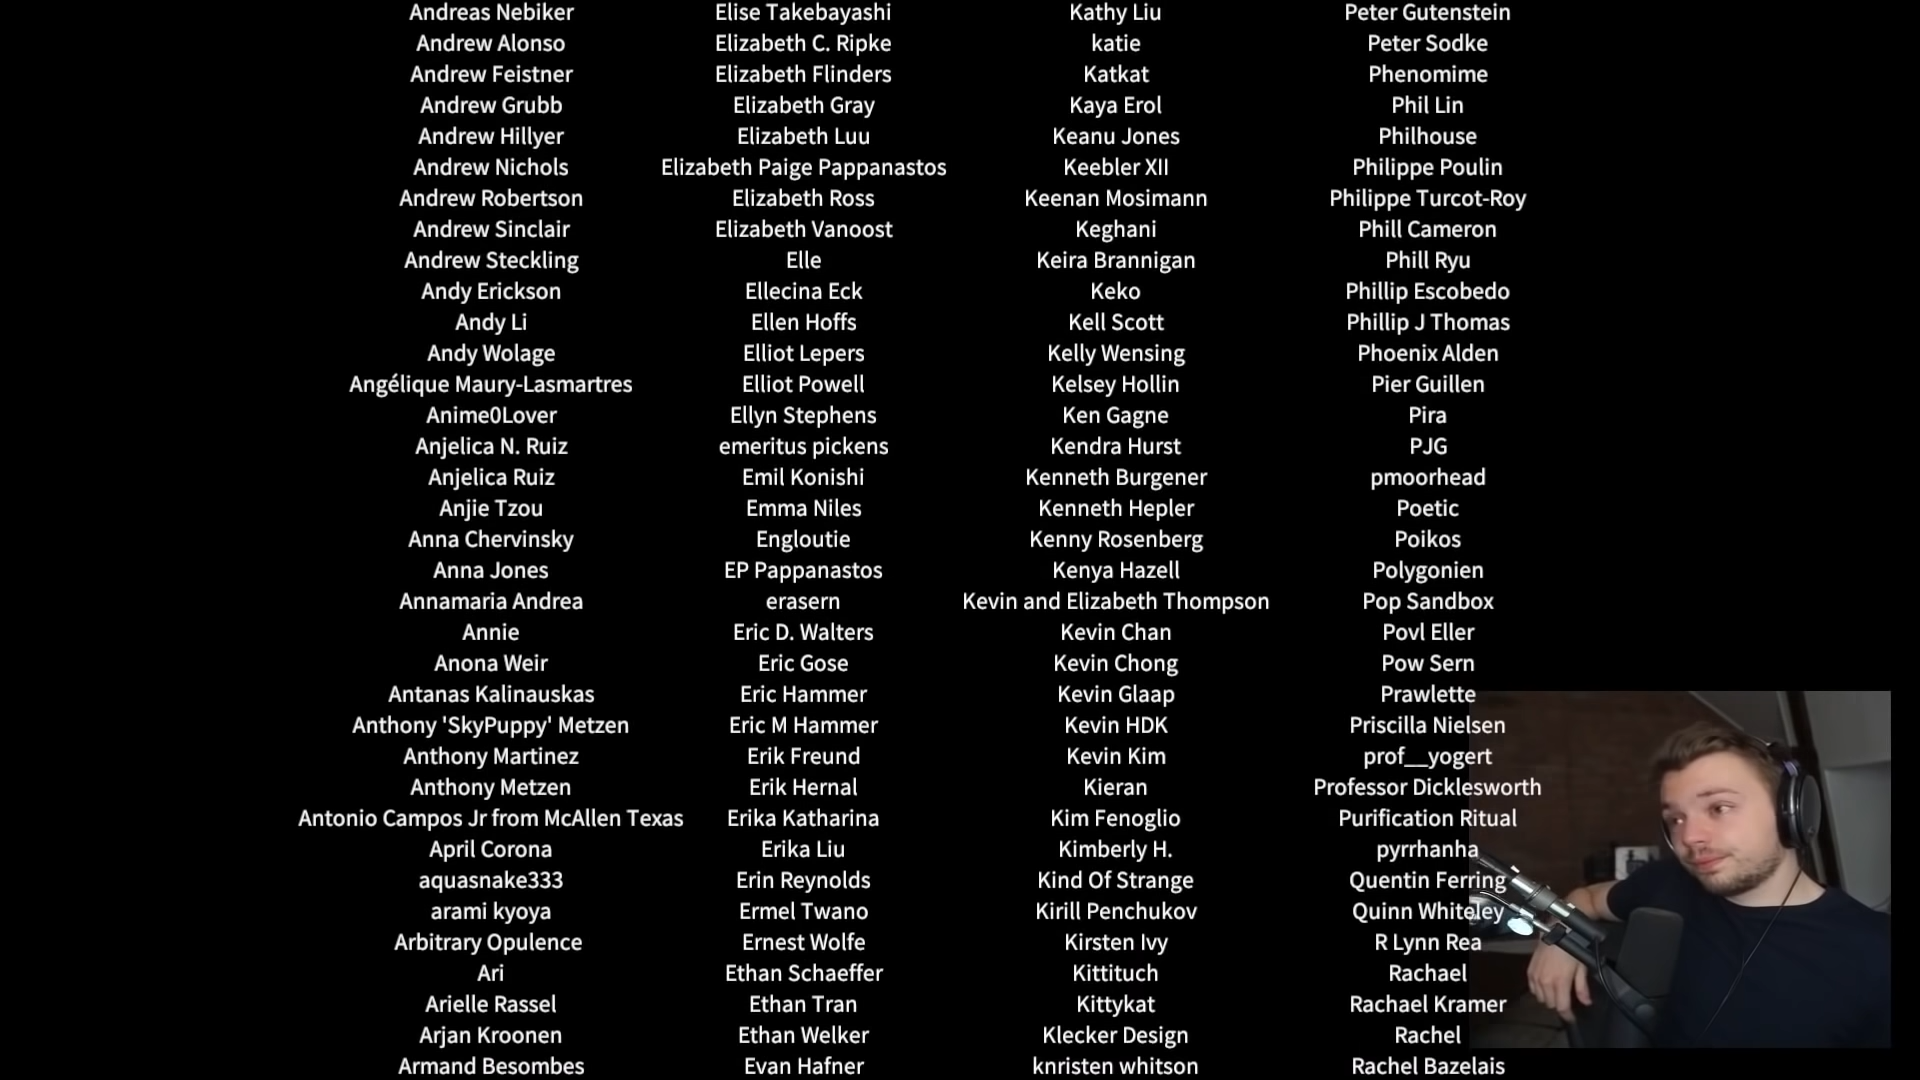 Andreas Nebiker
Andrew Alonso
Andrew Feistner
Andrew Grubb
Andrew Hillyer
Andrew Nichols
Andrew Robertson
Andrew Sinclair
Andrew Steckling
Andy Erickson
Andy Li
Andy Wolage
Angélique Maury-Lasmartres
Anime0Lover
Anjelica N. Ruiz
Anjelica Ruiz
Anjie Tzou
Anna Chervinsky
Anna Jones
Annamaria Andrea
Annie
Anona Weir
Antanas Kalinauskas
Anthony 'SkyPuppy' Metzen
Anthony Martinez
Anthony Metzen
Antonio Campos Jr from McAllen Texas
April Corona
aquasnake333
arami kyoya
Arbitrary Opulence
Ari
Arielle Rassel
Arjan Kroonen
Armand Besombes
Elise Takebayashi
Elizabeth C. Ripke
Elizabeth Flinders
Elizabeth Gray
Elizabeth Luu
Elizabeth Paige Pappanastos
Elizabeth Ross
Elizabeth Vanoost
Elle
Ellecina Eck
Ellen Hoffs
Elliot Lepers
Elliot Powell
Ellyn Stephens
emeritus pickens
Emil Konishi
Emma Niles
Engloutie
EP Pappanastos
erasern
Eric D. Walters
Eric Gose
Eric Hammer
Eric M Hammer
Erik Freund
Erik Hernal
Erika Katharina
Erika Liu
Erin Reynolds
Ermel Twano
Ernest Wolfe
Ethan Schaeffer
Ethan Tran
Ethan Welker
Evan Hafner
Kathy Liu
katie
Katkat
Kaya Erol
Keanu Jones
Keebler XII
Keenan Mosimann
Keghani
Keira Brannigan
Keko
Kell Scott
Kelly Wensing
Kelsey Hollin
Ken Gagne
Kendra Hurst
Kenneth Burgener
Kenneth Hepler
Kenny Rosenberg
Kenya Hazell
Kevin and Elizabeth Thompson
Kevin Chan
Kevin Chong
Kevin Glaap
Kevin HDK
Kevin Kim
Kieran
Kim Fenoglio
Kimberly H.
Kind Of Strange
Kirill Penchukov
Kirsten Ivy
Kittituch
Kittykat
Klecker Design
knristen whitson
Peter Gutenstein
Peter Sodke
Phenomime
Phil Lin
Philhouse
Philippe Poulin
Philippe Turcot-Roy
Phill Cameron
Phill Ryu
Phillip Escobedo
Phillip J Thomas
Phoenix Alden
Pier Guillen
Pira
PJG
pmoorhead
Poetic
Poikos
Polygonien
Pop Sandbox
Povl Eller
Pow Sern
Prawlette
Priscilla Nielsen
prof__yogert
Professor Dicklesworth
Purification Ritual
pyrrhanha
Quentin Ferring
Quinn Whiteley
R Lynn Rea
Rachael
Rachael Kramer
Rachel
Rachel Bazelais